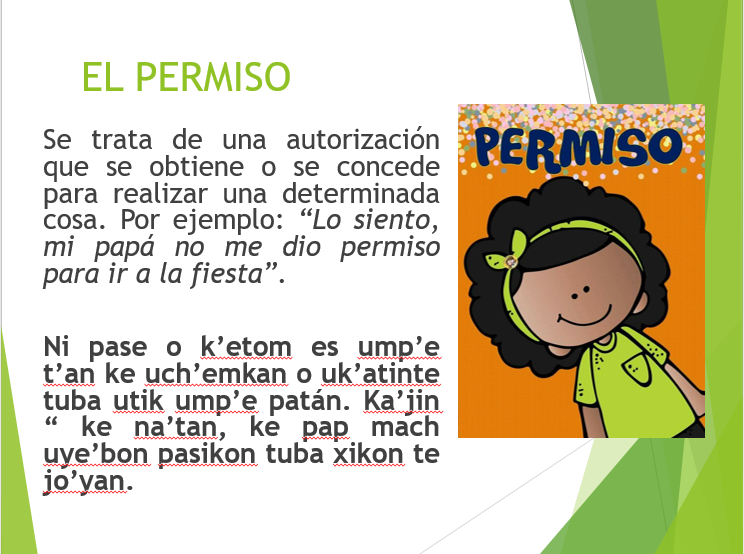 EL PERMISO
Se trata de una autorización
que se obtiene o se concede
para realizar una determinada
cosa. Por ejemplo: “Lo siento,
mi papá no me dio permiso
para ir a la fiesta”.
Ni pase o k’etom es ump’e
t’an ke uch’emkan o uk’atinte
tuba utik ump’e patán. Ka’jin
“ ke na’tan, ke pap mach
uye’bon pasikon tuba xikon te
jo’yan.
PERMISO